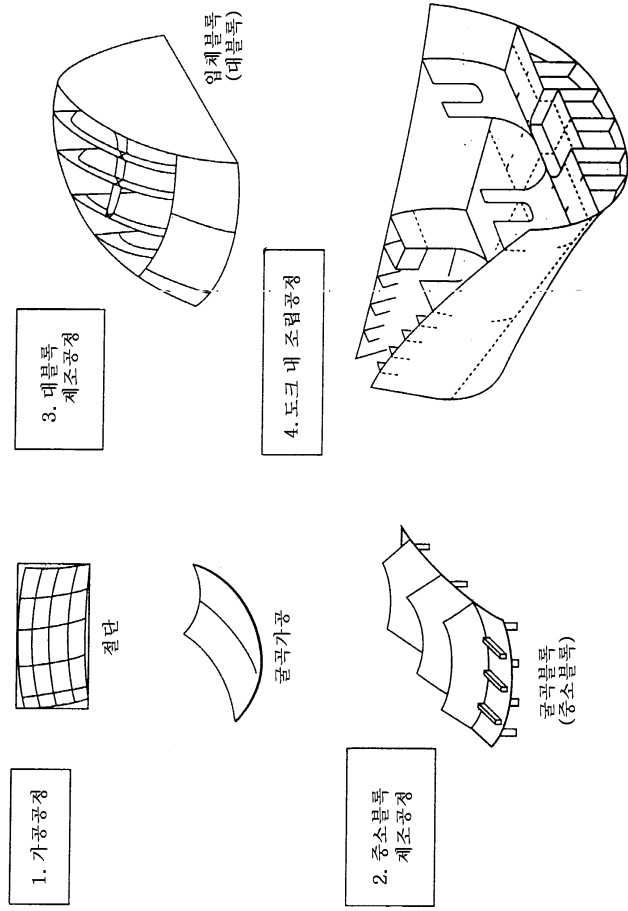 1. 가공공정
절단
굴곡가공
2. 중소블록
제조공정
굴곡블록
(중소블록)
3. 대블록
제조공정
입체블록
(대블록)
4. 도크 내 조립공정